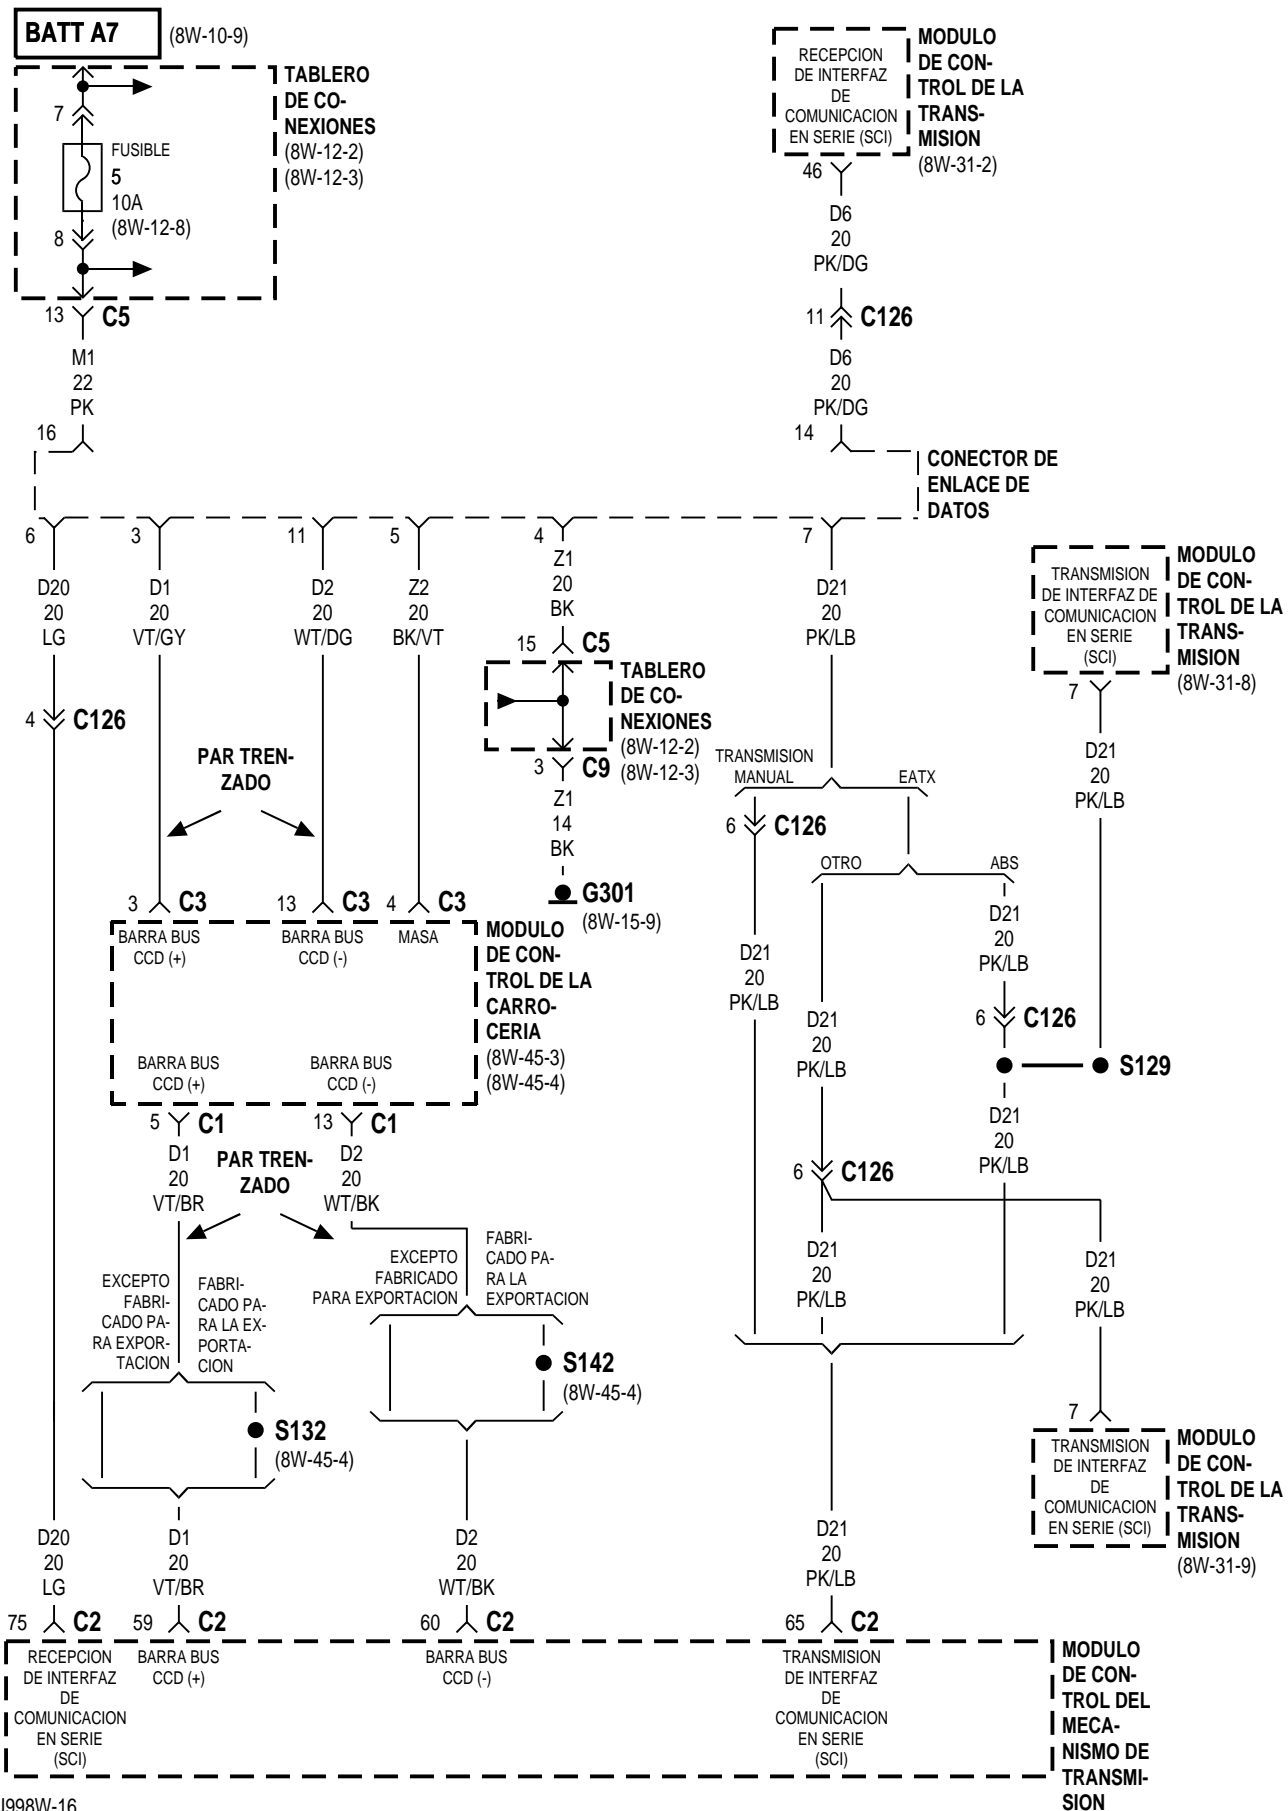 BATT A7
(8W-10-9)
TABLERO
DE CO-
NEXIONES
(8W-12-2)
(8W-12-3)
7
FUSIBLE
5
10A
(8W-12-8)
8
13
C5
M1
22
PK
16
RECEPCION
DE INTERFAZ
DE
COMUNICACION
EN SERIE (SCI)
MODULO
DE CON-
TROL DE LA
TRANS-
MISION
(8W-31-2)
46
D6
20
PK/DG
11
C126
D6
20
PK/DG
14
CONECTOR DE
ENLACE DE
DATOS
6
3
11
5
4
7
D20
20
LG
D1
20
VT/GY
D2
20
WT/DG
Z2
20
BK/VT
Z1
20
BK
D21
20
PK/LB
TRANSMISION
DE INTERFAZ DE
COMUNICACION
EN SERIE
(SCI)
MODULO
DE CON-
TROL DE LA
TRANS-
MISION
(8W-31-8)
7
D21
20
PK/LB
15
C5
TABLERO
DE CO-
NEXIONES
(8W-12-2)
(8W-12-3)
3
C9
Z1
14
BK
G301
(8W-15-9)
4
C126
PAR TREN-
ZADO
TRANSMISION
MANUAL
EATX
6
C126
OTRO
ABS
D21
20
PK/LB
D21
20
PK/LB
D21
20
PK/LB
6
C126
S129
D21
20
PK/LB
6
C126
D21
20
PK/LB
D21
20
PK/LB
3
C3
13
C3
4
C3
BARRA BUS
CCD (+)
BARRA BUS
CCD (-)
MASA
MODULO
DE CON-
TROL DE LA
CARRO-
CERIA
(8W-45-3)
(8W-45-4)
BARRA BUS
CCD (+)
BARRA BUS
CCD (-)
5
C1
13
C1
D1
20
VT/BR
PAR TREN-
ZADO
D2
20
WT/BK
EXCEPTO
FABRI-
CADO PA-
RA EXPOR-
TACION
FABRI-
CADO PA-
RA LA EX-
PORTA-
CION
EXCEPTO
FABRICADO
PARA EXPORTACION
FABRI-
CADO PA-
RA LA
EXPORTACION
S142
(8W-45-4)
S132
(8W-45-4)
7
TRANSMISION
DE INTERFAZ
DE
COMUNICACION
EN SERIE (SCI)
MODULO
DE CON-
TROL DE LA
TRANS-
MISION
(8W-31-9)
D20
20
LG
D1
20
VT/BR
D2
20
WT/BK
D21
20
PK/LB
75
C2
59
C2
60
C2
65
C2
RECEPCION
DE INTERFAZ
DE
COMUNICACION
EN SERIE
(SCI)
BARRA BUS
CCD (+)
BARRA BUS
CCD (-)
TRANSMISION
DE INTERFAZ
DE
COMUNICACION
EN SERIE
(SCI)
MODULO
DE CON-
TROL DEL
MECA-
NISMO DE
TRANSMI-
SION
J998W-16